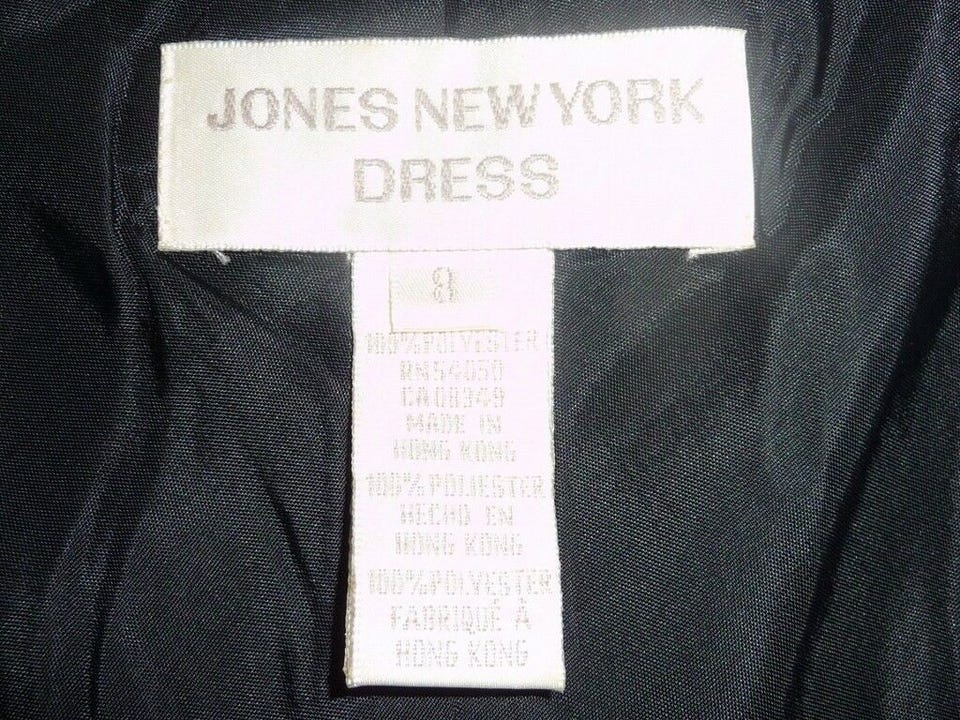 JONES NEW YORK
DRESS
8
100%POLYESTER
RN54050
CA08349
MADE IN
HONG KONG
100%POLIESTER
HECHO EN
HONG KONG
100%POLYESTER
FABRIQUÉ À
HONG KONG